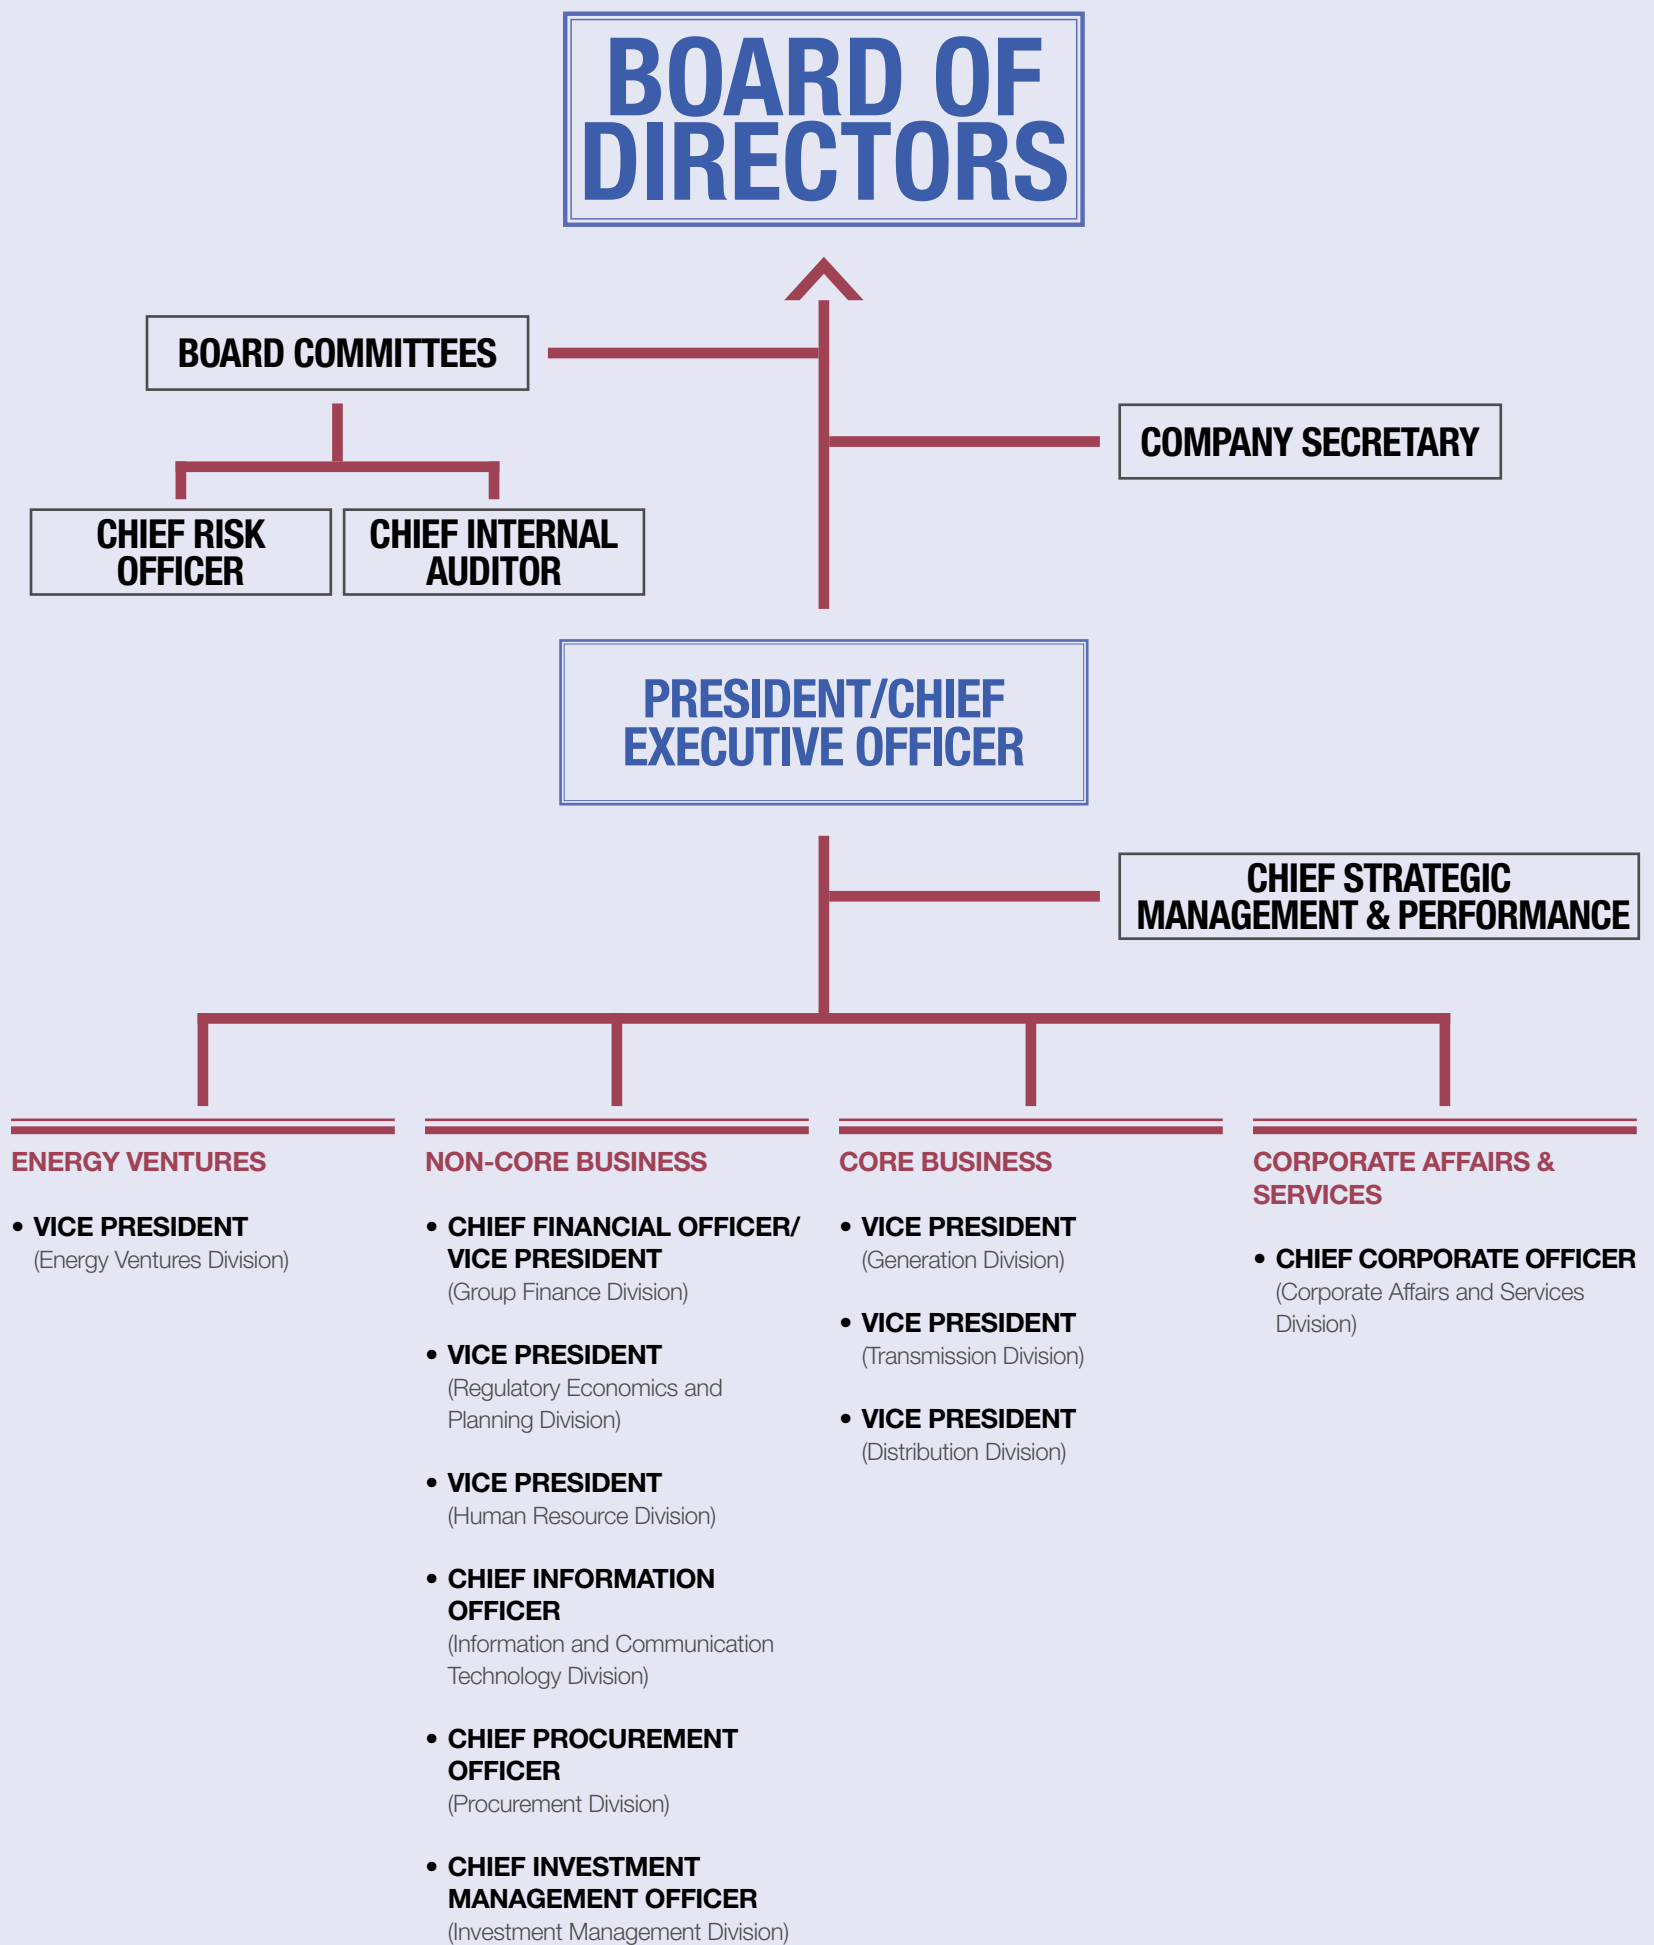 BOARD OF
DIRECTORS
BOARD COMMITTEES
COMPANY SECRETARY
CHIEF RISK
OFFICER
CHIEF INTERNAL
AUDITOR
PRESIDENT/CHIEF
EXECUTIVE OFFICER
CHIEF STRATEGIC
MANAGEMENT & PERFORMANCE
ENERGY VENTURES
• VICE PRESIDENT
(Energy Ventures Division)
NON-CORE BUSINESS
• CHIEF FINANCIAL OFFICER/
VICE PRESIDENT
(Group Finance Division)
• VICE PRESIDENT
(Regulatory Economics and
Planning Division)
• VICE PRESIDENT
(Human Resource Division)
• CHIEF INFORMATION
OFFICER
(Information and Communication
Technology Division)
• CHIEF PROCUREMENT
OFFICER
(Procurement Division)
• CHIEF INVESTMENT
MANAGEMENT OFFICER
(Investment Management Division)
CORE BUSINESS
• VICE PRESIDENT
(Generation Division)
• VICE PRESIDENT
(Transmission Division)
• VICE PRESIDENT
(Distribution Division)
CORPORATE AFFAIRS &
SERVICES
• CHIEF CORPORATE OFFICER
(Corporate Affairs and Services
Division)